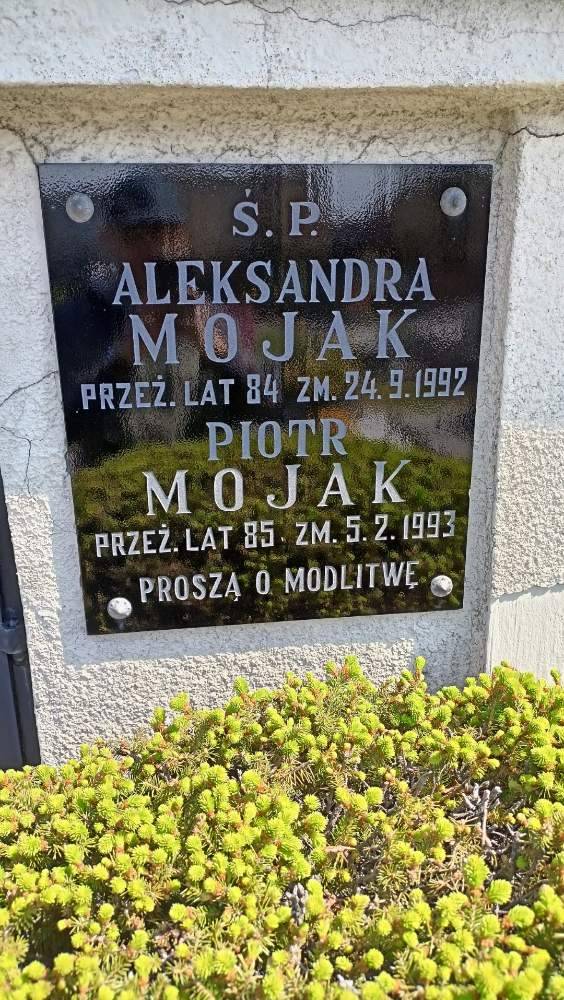 Ś. P.
ALEKSANDRA
MOJAK
PRZEŻ. LAT 84 ZM. 24. 9. 1992
PIOTR
MOJAK
PRZEŻ. LAT 85 ZM. 5. 2. 1993
PROSZĄ O MODLITWĘ